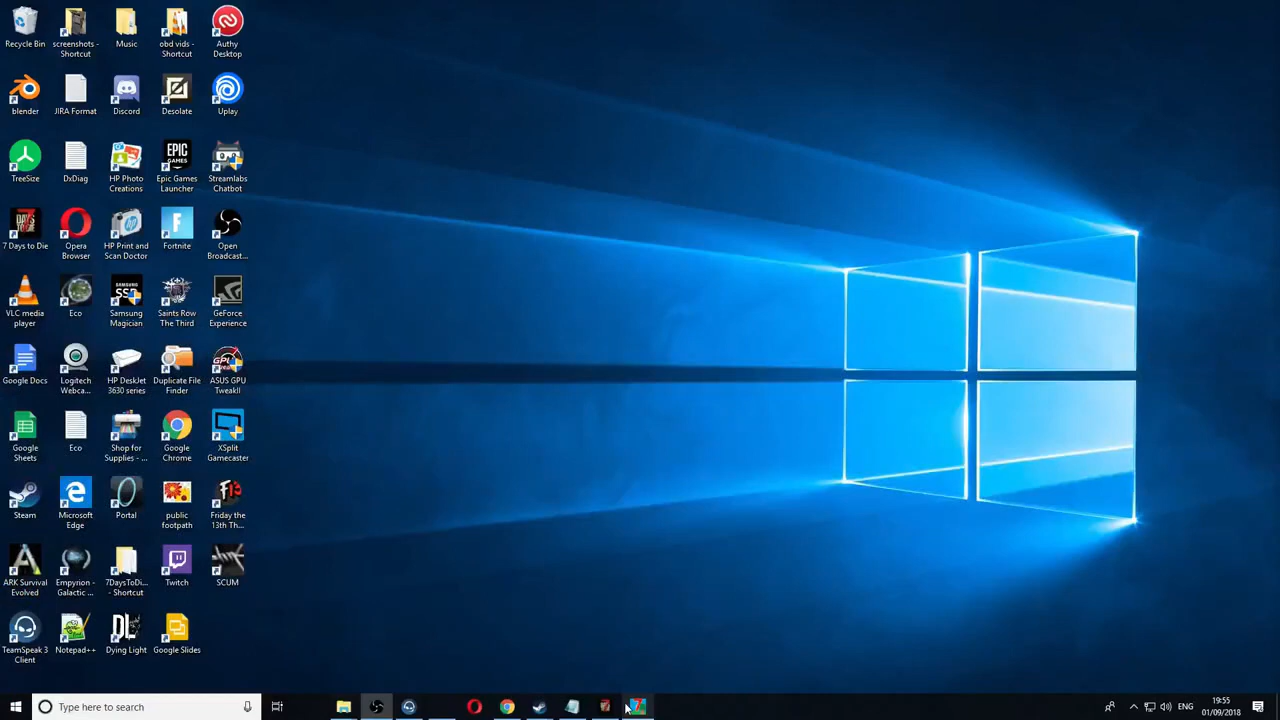 Recycle Bin
screenshots -
Shortcut
Music
obd vids -
Shortcut
Authy
Desktop
blender
JIRA Format
Discord
Desolate
Uplay
TreeSize
DxDiag
HP Photo
Creations
EPIC
GAMES
Epic Games
Launcher
Streamlabs
Chatbot
7 Days to Die
Opera
Browser
HP Print and
Scan Doctor
Fortnite
Open
Broadcast...
VLC media
player
Eco
SAMSUNG
SSD
Samsung
Magician
Saints Row
The Third
GeForce
Experience
Google Docs
Logitech
Webca...
HP DeskJet
3630 series
Duplicate File
Finder
ASUS GPU
TweakII
Google
Sheets
Eco
Shop for
Supplies - ...
Google
Chrome
XSplit
Gamecaster
Steam
Microsoft
Edge
Portal
public
footpath
Friday the
13th Th...
ARK Survival
Evolved
Empyrion -
Galactic ...
7DaysToDi...
- Shortcut
Twitch
SCUM
TeamSpeak 3
Client
Notepad++
DL
Dying Light
Google Slides
Type here to search
ENG
19:55
01/09/2018